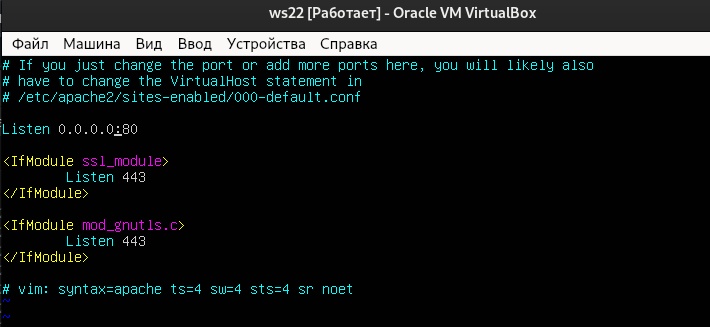 ws22 [Работает] - Oracle VM VirtualBox
Файл Машина Вид Ввод Устройства Справка
# If you just change the port or add more ports here, you will likely also
# have to change the VirtualHost statement in
# /etc/apache2/sites-enabled/000-default.conf
Listen 0.0.0.0:80
<IfModule ssl_module>
Listen 443
</IfModule>
<IfModule mod_gnutls.c>
Listen 443
</IfModule>
# vim: syntax=apache ts=4 sw=4 sts=4 sr noet
~
~